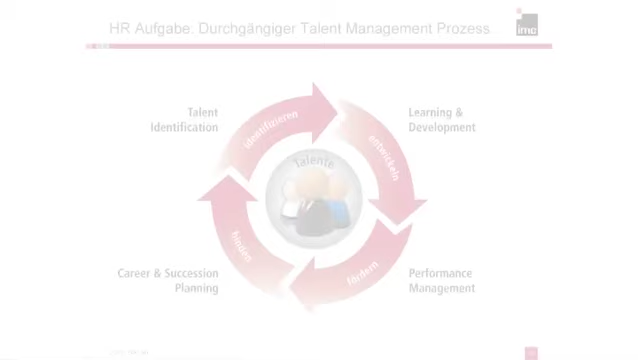 HR Aufgabe: Durchgängiger Talent Management Prozess
imc
Talent
Identification
identifizieren
Learning &
Development
entwickeln
Talente
binden
fördern
Career & Succession
Planning
Performance
Management